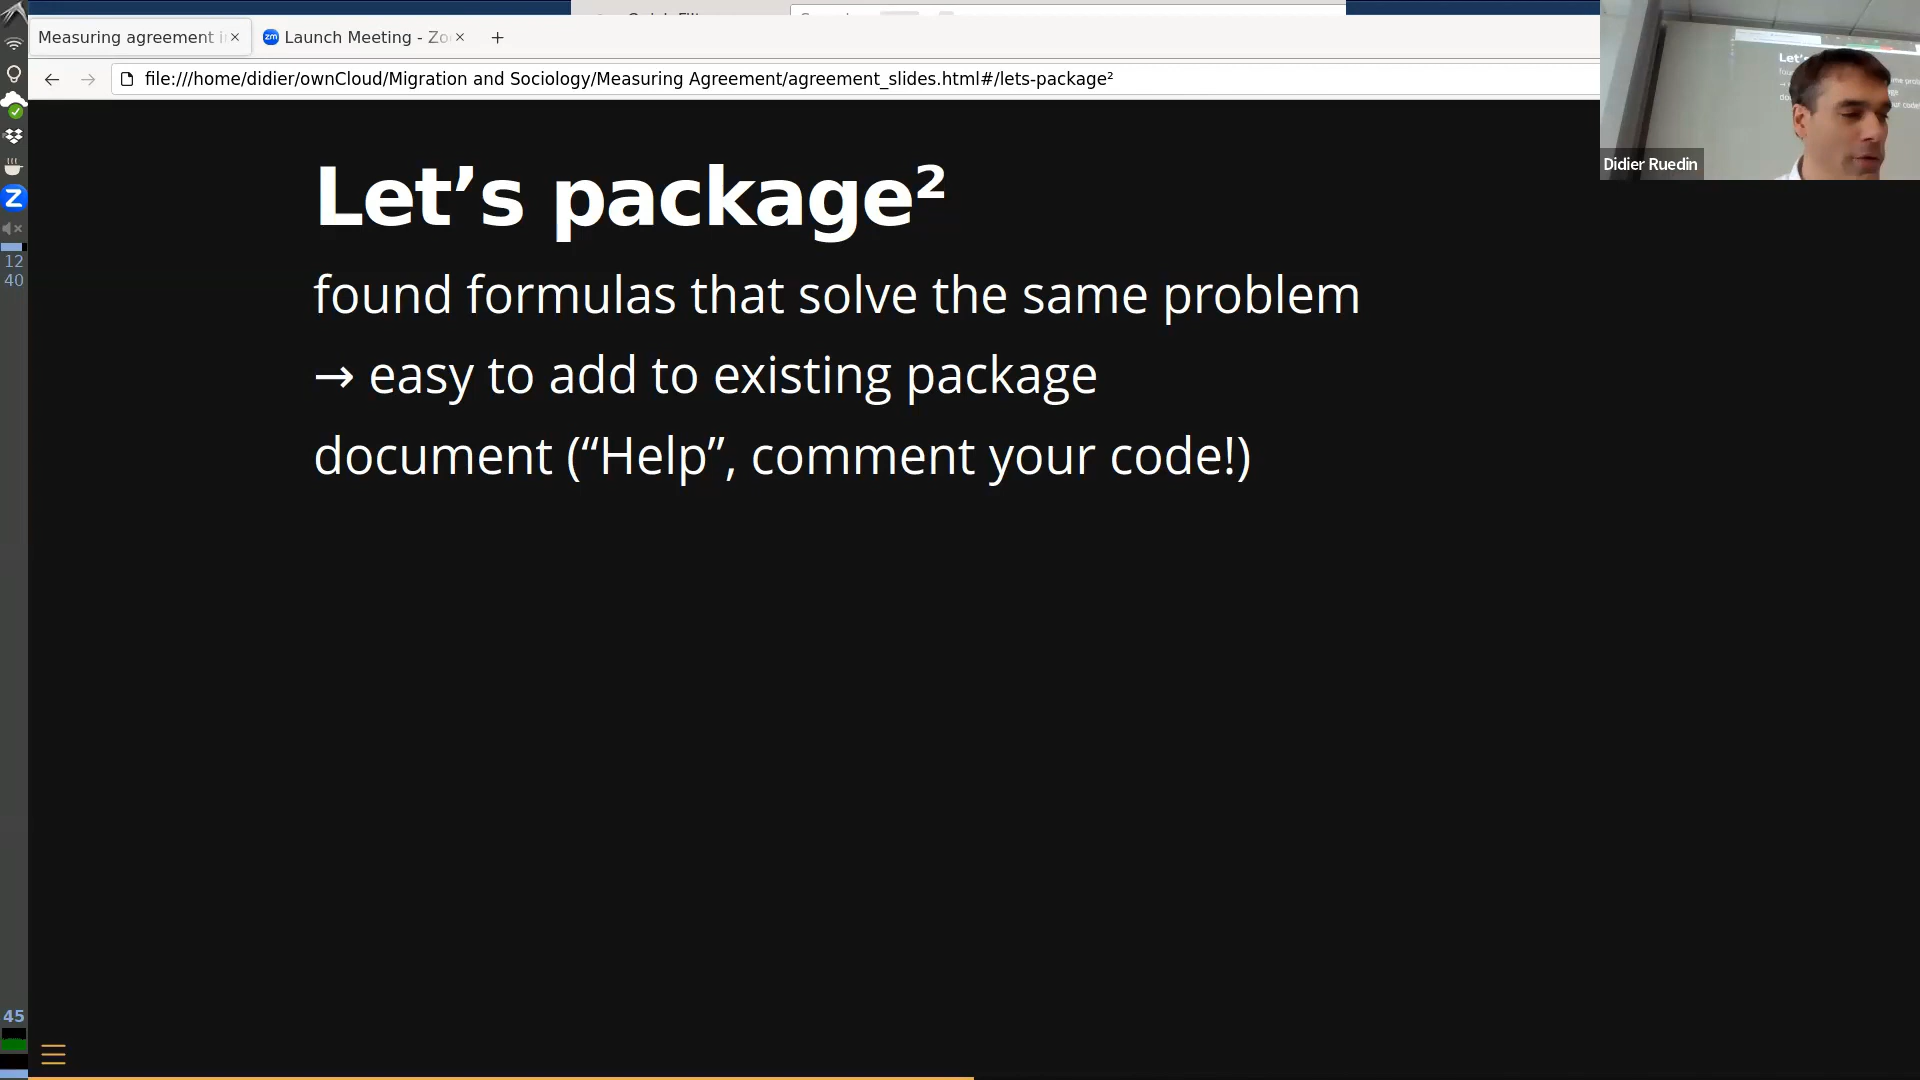 Measuring agreement i
Launch Meeting - Zo
file:///home/didier/ownCloud/Migration and Sociology/Measuring Agreement/agreement_slides.html#/lets-package²
Didier Ruedin
12
40
Let’s package²
found formulas that solve the same problem
→ easy to add to existing package
document (“Help”, comment your code!)
45